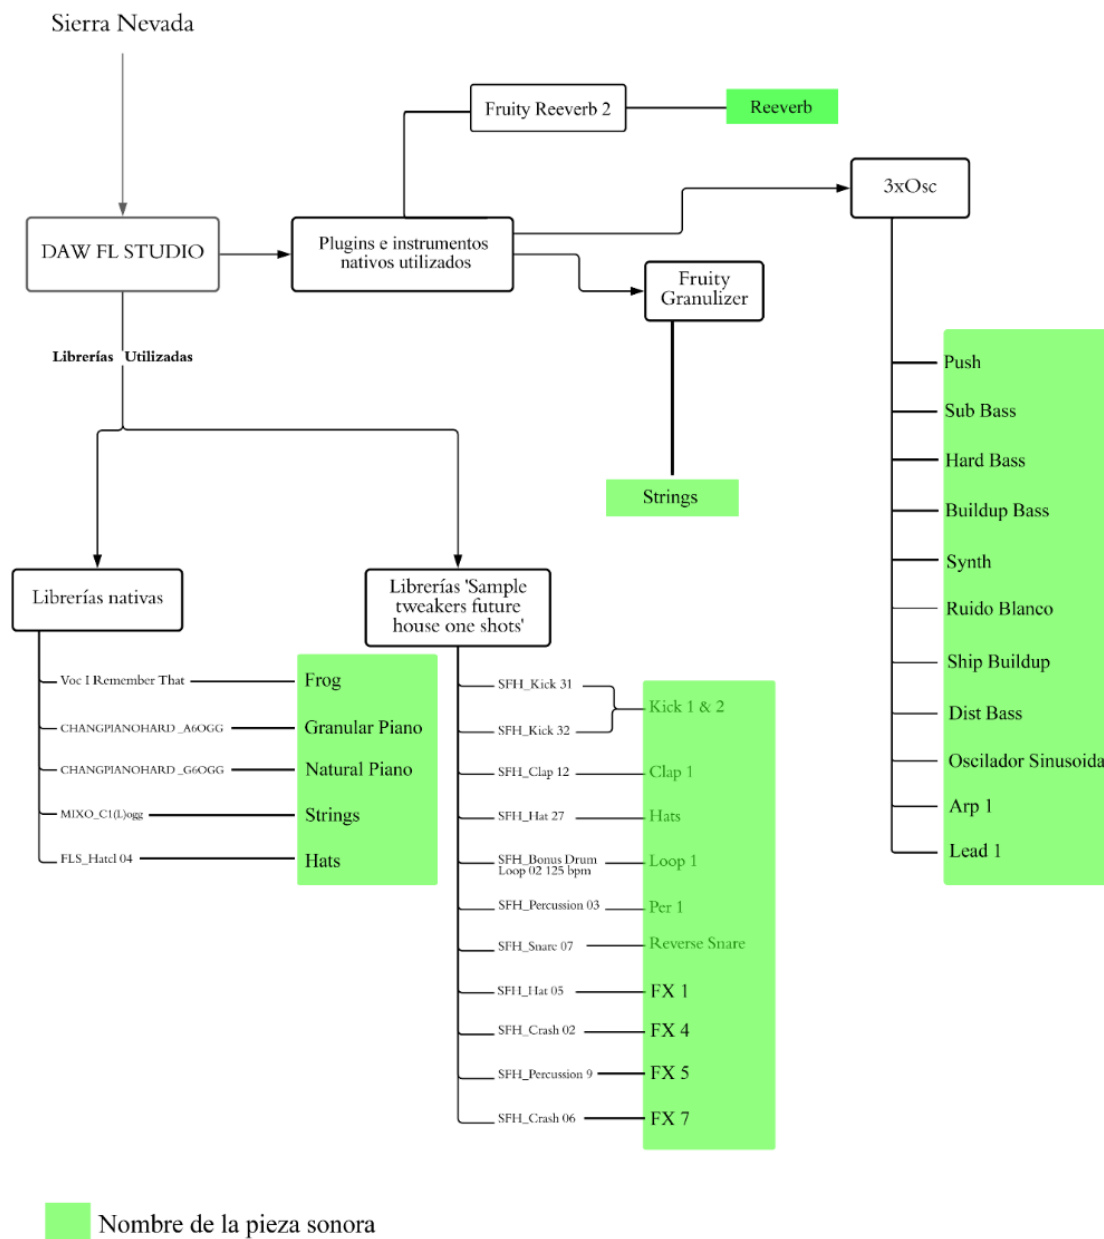 Sierra Nevada
Fruity Reeverb 2
Reeverb
3xOsc
DAW FL STUDIO
Plugins e instrumentos
nativos utilizados
Fruity
Granulizer
Librerías Utilizadas
Push
Sub Bass
Hard Bass
Buildup Bass
Synth
Ruido Blanco
Ship Buildup
Dist Bass
Oscilador Sinusoida
Arp 1
Lead 1
Strings
Librerías nativas
Voc I Remember That
Frog
CHANGPIANOHARD_A6OGG
Granular Piano
CHANGPIANOHARD_G6OGG
Natural Piano
MIXO_C1(L)ogg
Strings
FLS_Hatcl 04
Hats
Librerías 'Sample
tweakers future
house one shots'
SFH_Kick 31
SFH_Kick 32
Kick 1 & 2
SFH_Clap 12
Clap 1
SFH_Hat 27
Hats
SFH_Bonus Drum
Loop 02 125 bpm
Loop 1
SFH_Percussion 03
Per 1
SFH_Snare 07
Reverse Snare
SFH_Hat 05
FX 1
SFH_Crash 02
FX 4
SFH_Percussion 9
FX 5
SFH_Crash 06
FX 7
Nombre de la pieza sonora